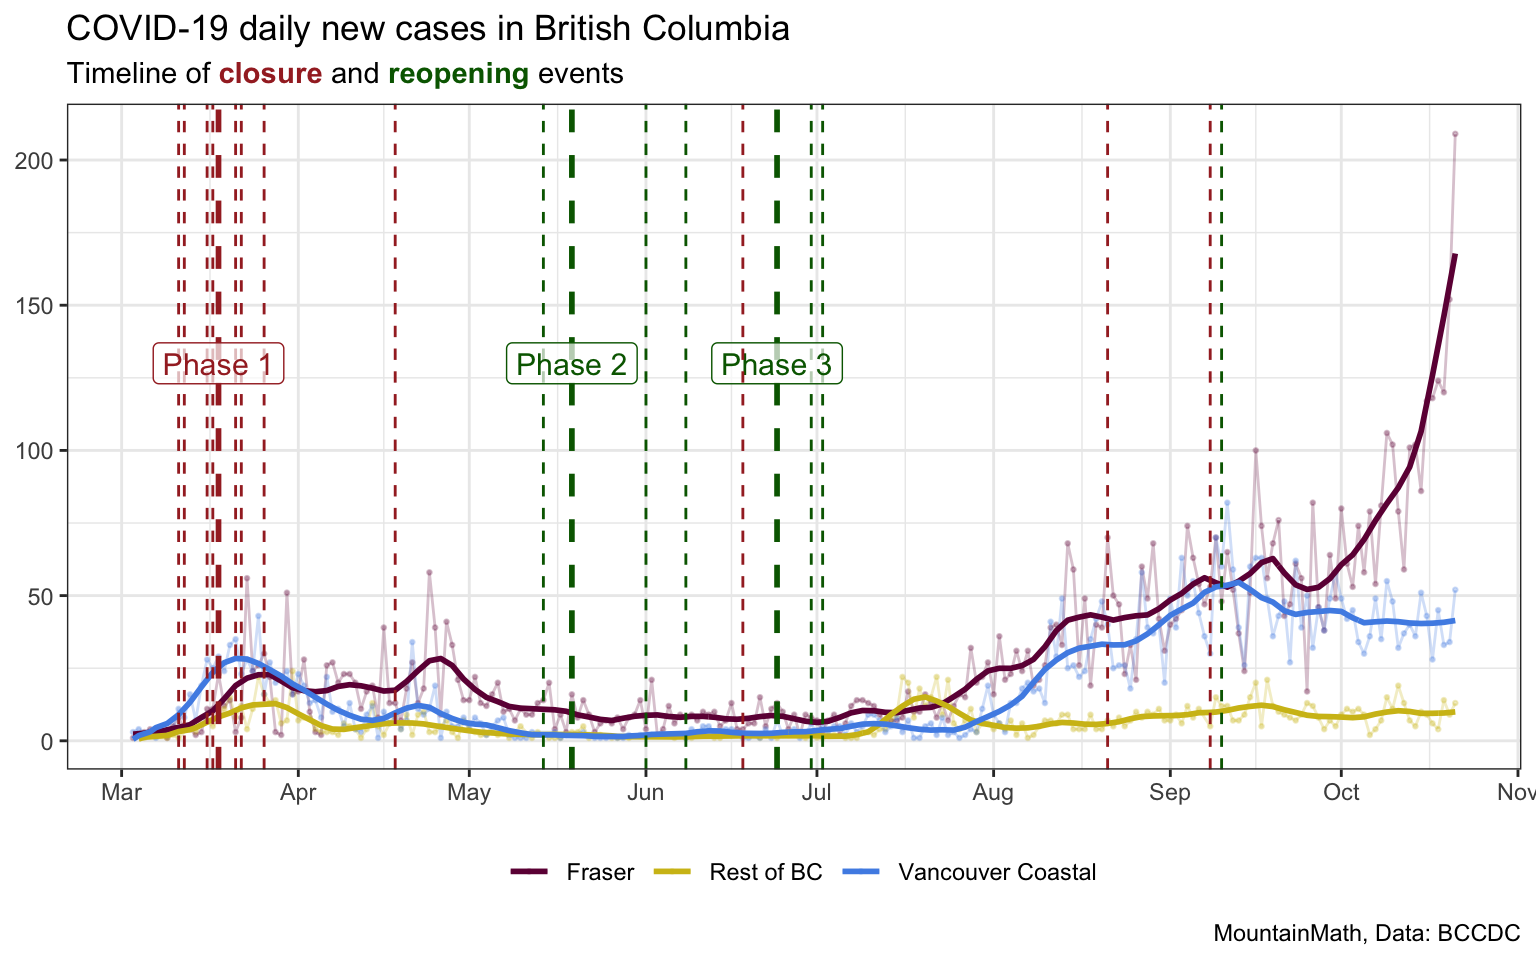 COVID-19 daily new cases in British Columbia
Timeline of closure and reopening events
200
150
100
50
0
Phase 1
Phase 2
Phase 3
Mar Apr May Jun Jul Aug Sep Oct Nov
Fraser Rest of BC Vancouver Coastal
MountainMath, Data: BCCDC